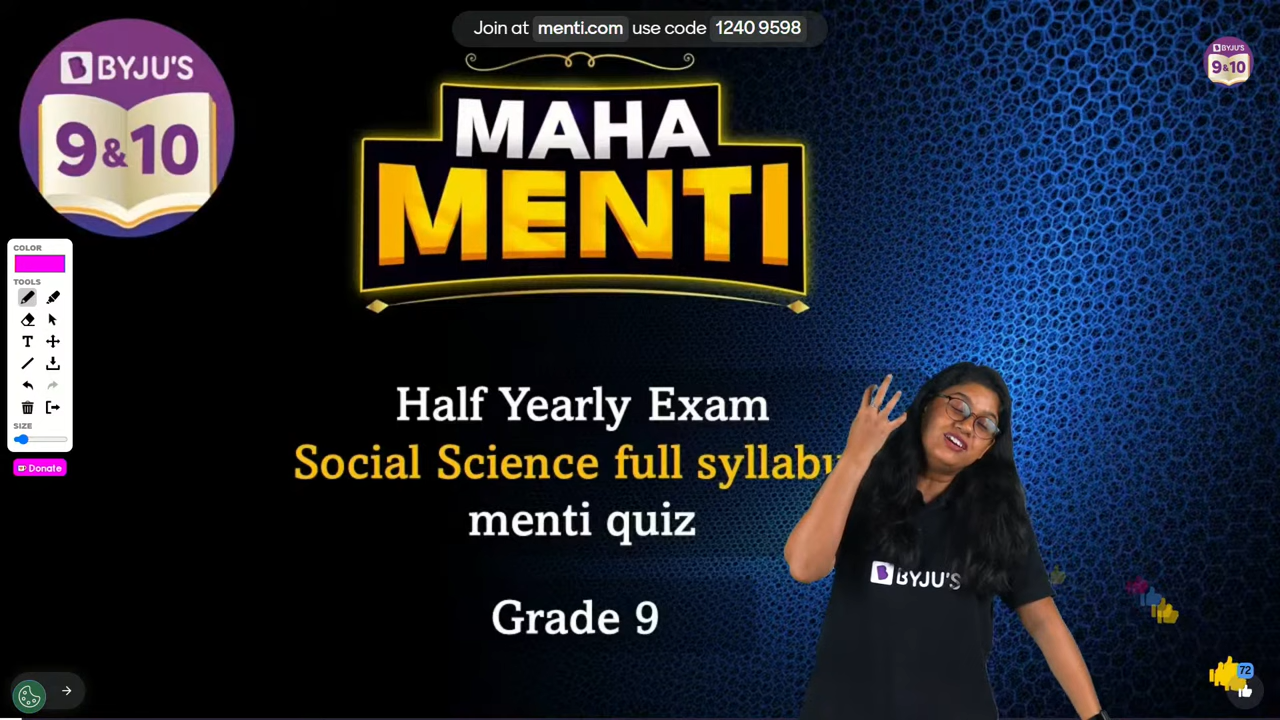 Join at menti.com use code 1240 9598
BYJU'S
9&10
BYJU'S
9&10
MAHA
MENTI
COLOR
TOOLS
T
SIZE
Donate
Half Yearly Exam
Social Science full syllabu
menti quiz
Grade 9
BYJU'S
72